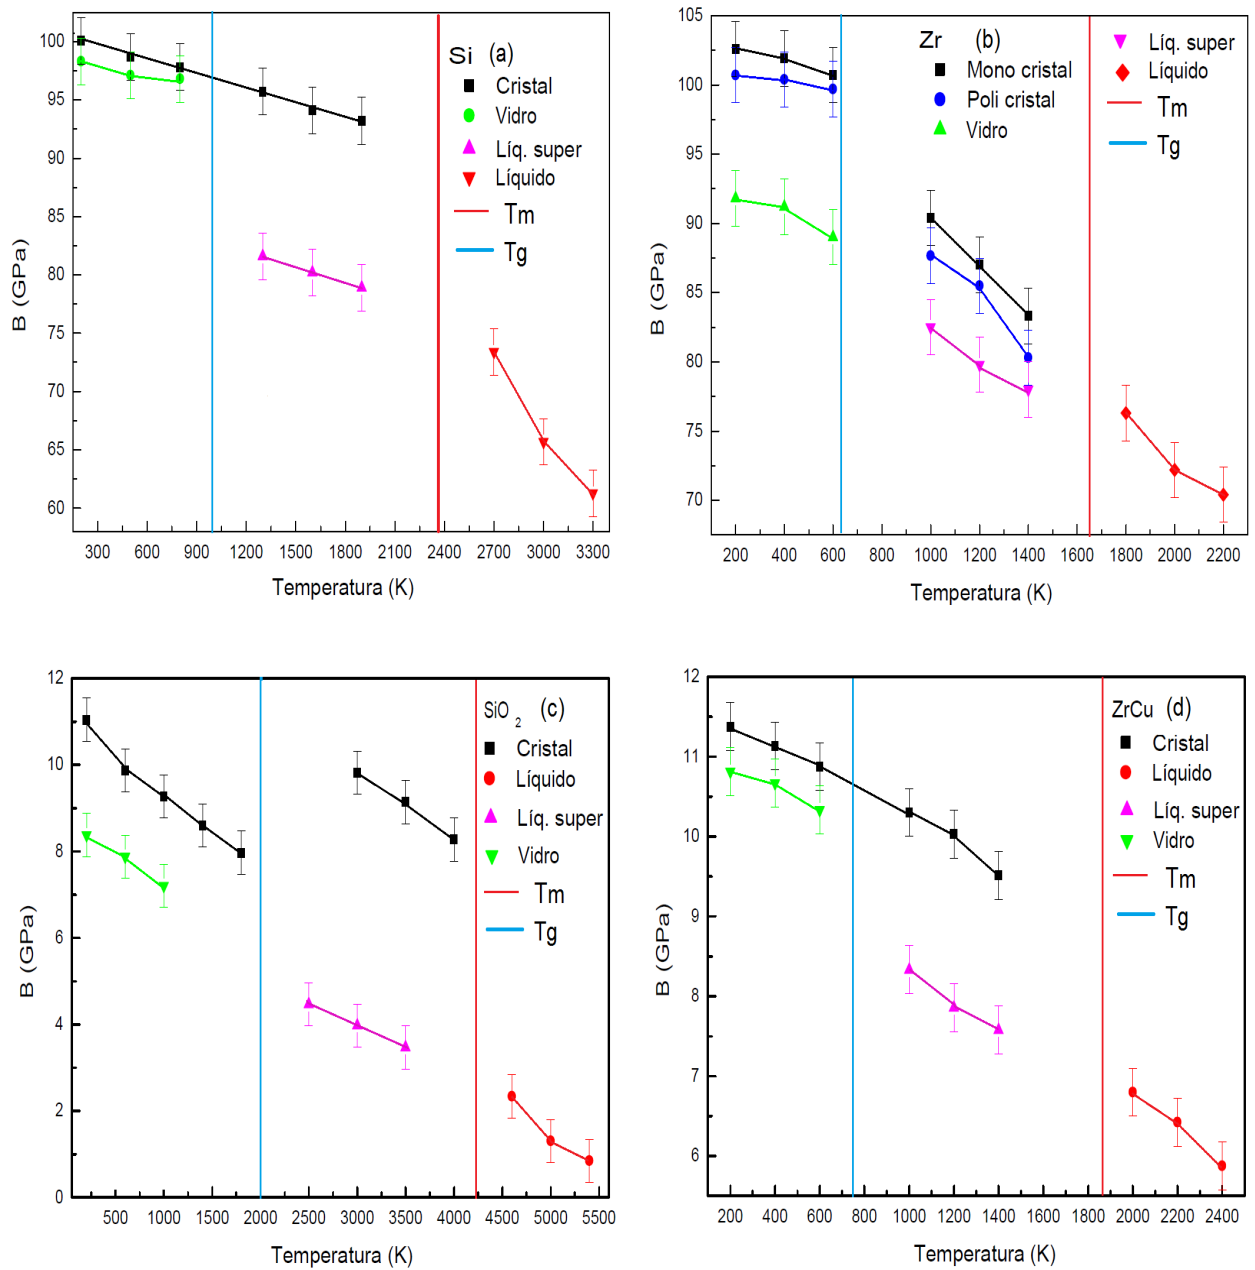 Si (a)
Cristal
Vidro
Líq. super
Líquido
Tm
Tg
B (GPa)
100
95
90
85
80
75
70
65
60
300 600 900 1200 1500 1800 2100 2400 2700 3000 3300
Temperatura (K)
Zr (b)
Mono cristal
Poli cristal
Vidro
Líq. super
Líquido
Tm
Tg
B (GPa)
105
100
95
90
85
80
75
70
200 400 600 800 1000 1200 1400 1600 1800 2000 2200
Temperatura (K)
SiO 2 (c)
Cristal
Líquido
Líq. super
Vidro
Tm
Tg
B (GPa)
12
10
8
6
4
2
0
500 1000 1500 2000 2500 3000 3500 4000 4500 5000 5500
Temperatura (K)
ZrCu (d)
Cristal
Líquido
Líq. super
Vidro
Tm
Tg
B (GPa)
12
11
10
9
8
7
6
200 400 600 800 1000 1200 1400 1600 1800 2000 2200 2400
Temperatura (K)